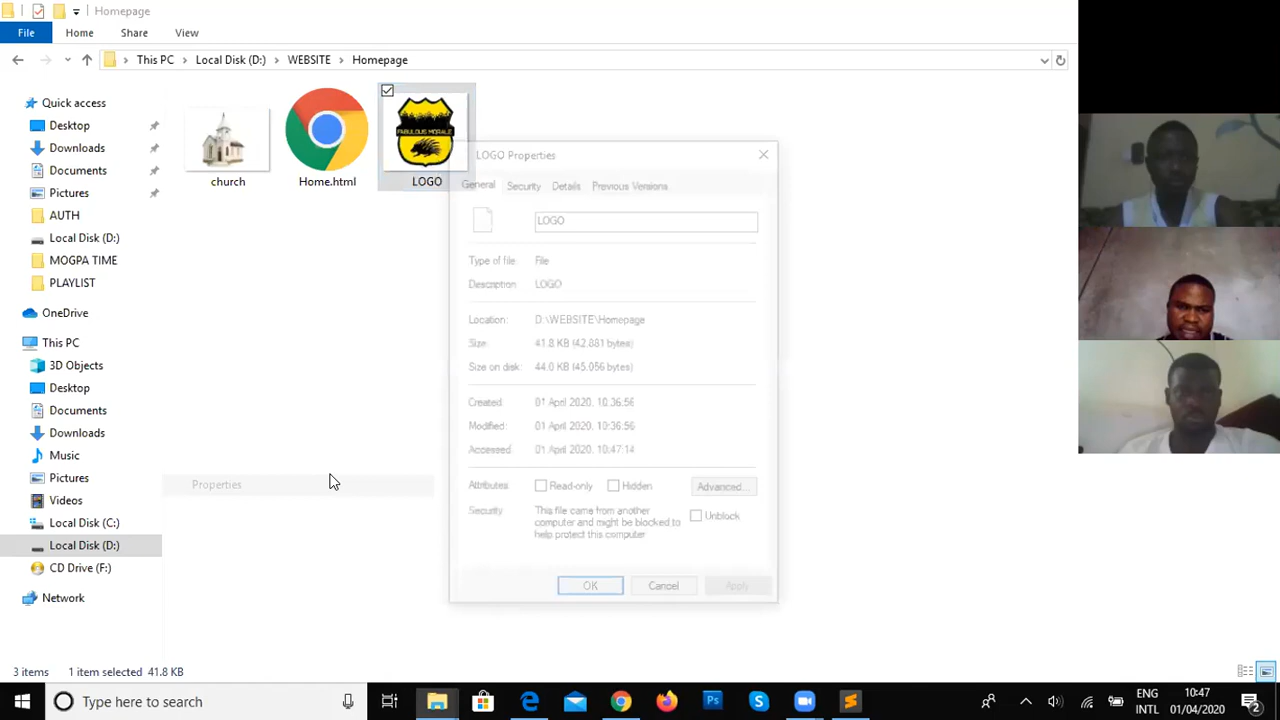 Homepage
File Home Share View
This PC Local Disk (D:) WEBSITE Homepage
Quick access
Desktop
Downloads
Documents
Pictures
AUTH
Local Disk (D:)
MOGPA TIME
PLAYLIST
OneDrive
This PC
3D Objects
Desktop
Documents
Downloads
Music
Pictures
Videos
Local Disk (C:)
Local Disk (D:)
CD Drive (F:)
Network
church
Home.html
FABULOUS MORALE
LOGO
Properties
LOGO Properties
General Security Details Previous Versions
LOGO
Type of file File
Description LOGO
Location: D:\WEBSITE\Homepage
Size: 41.8 KB (42.881 bytes)
Size on disk: 44.0 KB (45.056 bytes)
Created: 01 April 2020, 10:36:56
Modified: 01 April 2020, 10:36:56
Accessed: 01 April 2020, 10:47:14
Attributes: Read-only Hidden Advanced...
Security This file came from another
computer and might be blocked to
help protect this computer
Unblock
OK Cancel Apply
3 items 1 item selected 41.8 KB
Type here to search
Ps
ENG
INTL
10:47
01/04/2020
2